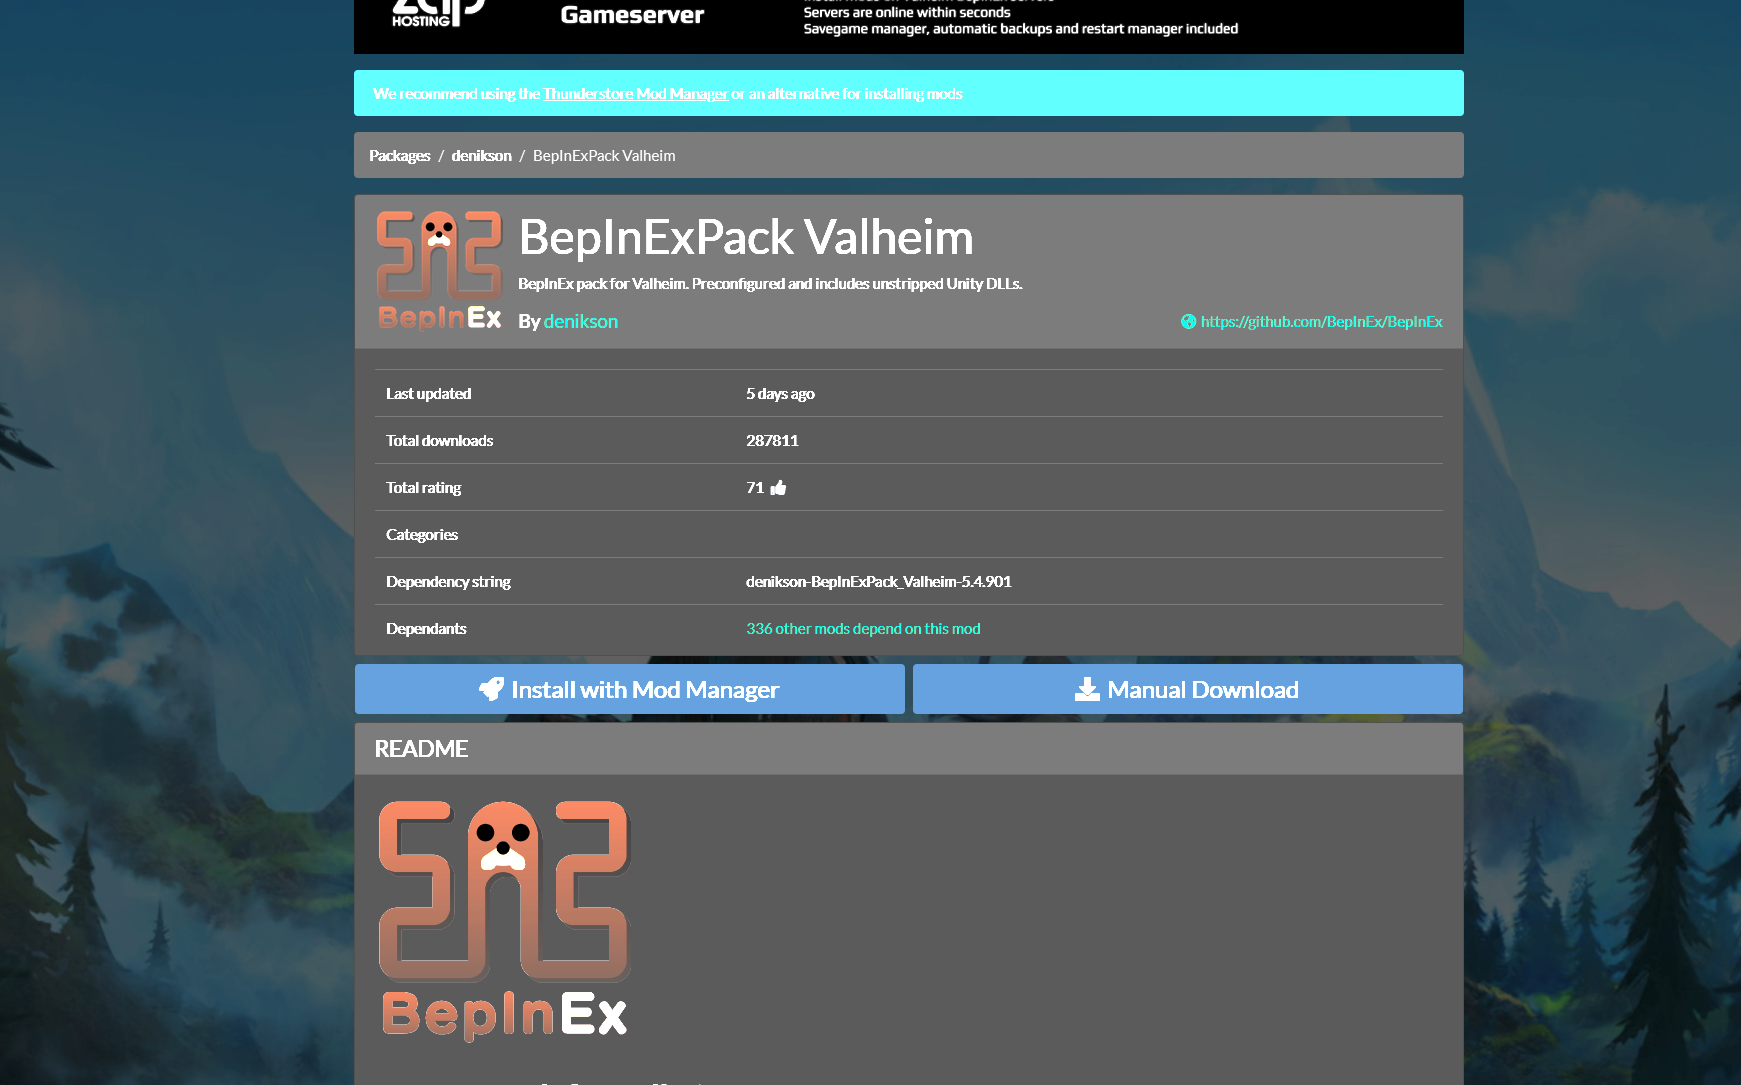 HOSTING
Gameserver
Servers are online within seconds
Savegame manager, automatic backups and restart manager included
We recommend using the Thunderstore Mod Manager or an alternative for installing mods
Packages / denikson / BepInExPack Valheim
BepInExPack Valheim
BepInEx pack for Valheim. Preconfigured and includes unstripped Unity DLLs.
BepInEx
By denikson
https://github.com/BepInEx/BepInEx
Last updated 5 days ago
Total downloads 287811
Total rating 71
Categories
Dependency string denikson-BepInExPack_Valheim-5.4.901
Dependants 336 other mods depend on this mod
Install with Mod Manager
Manual Download
README
BepInEx